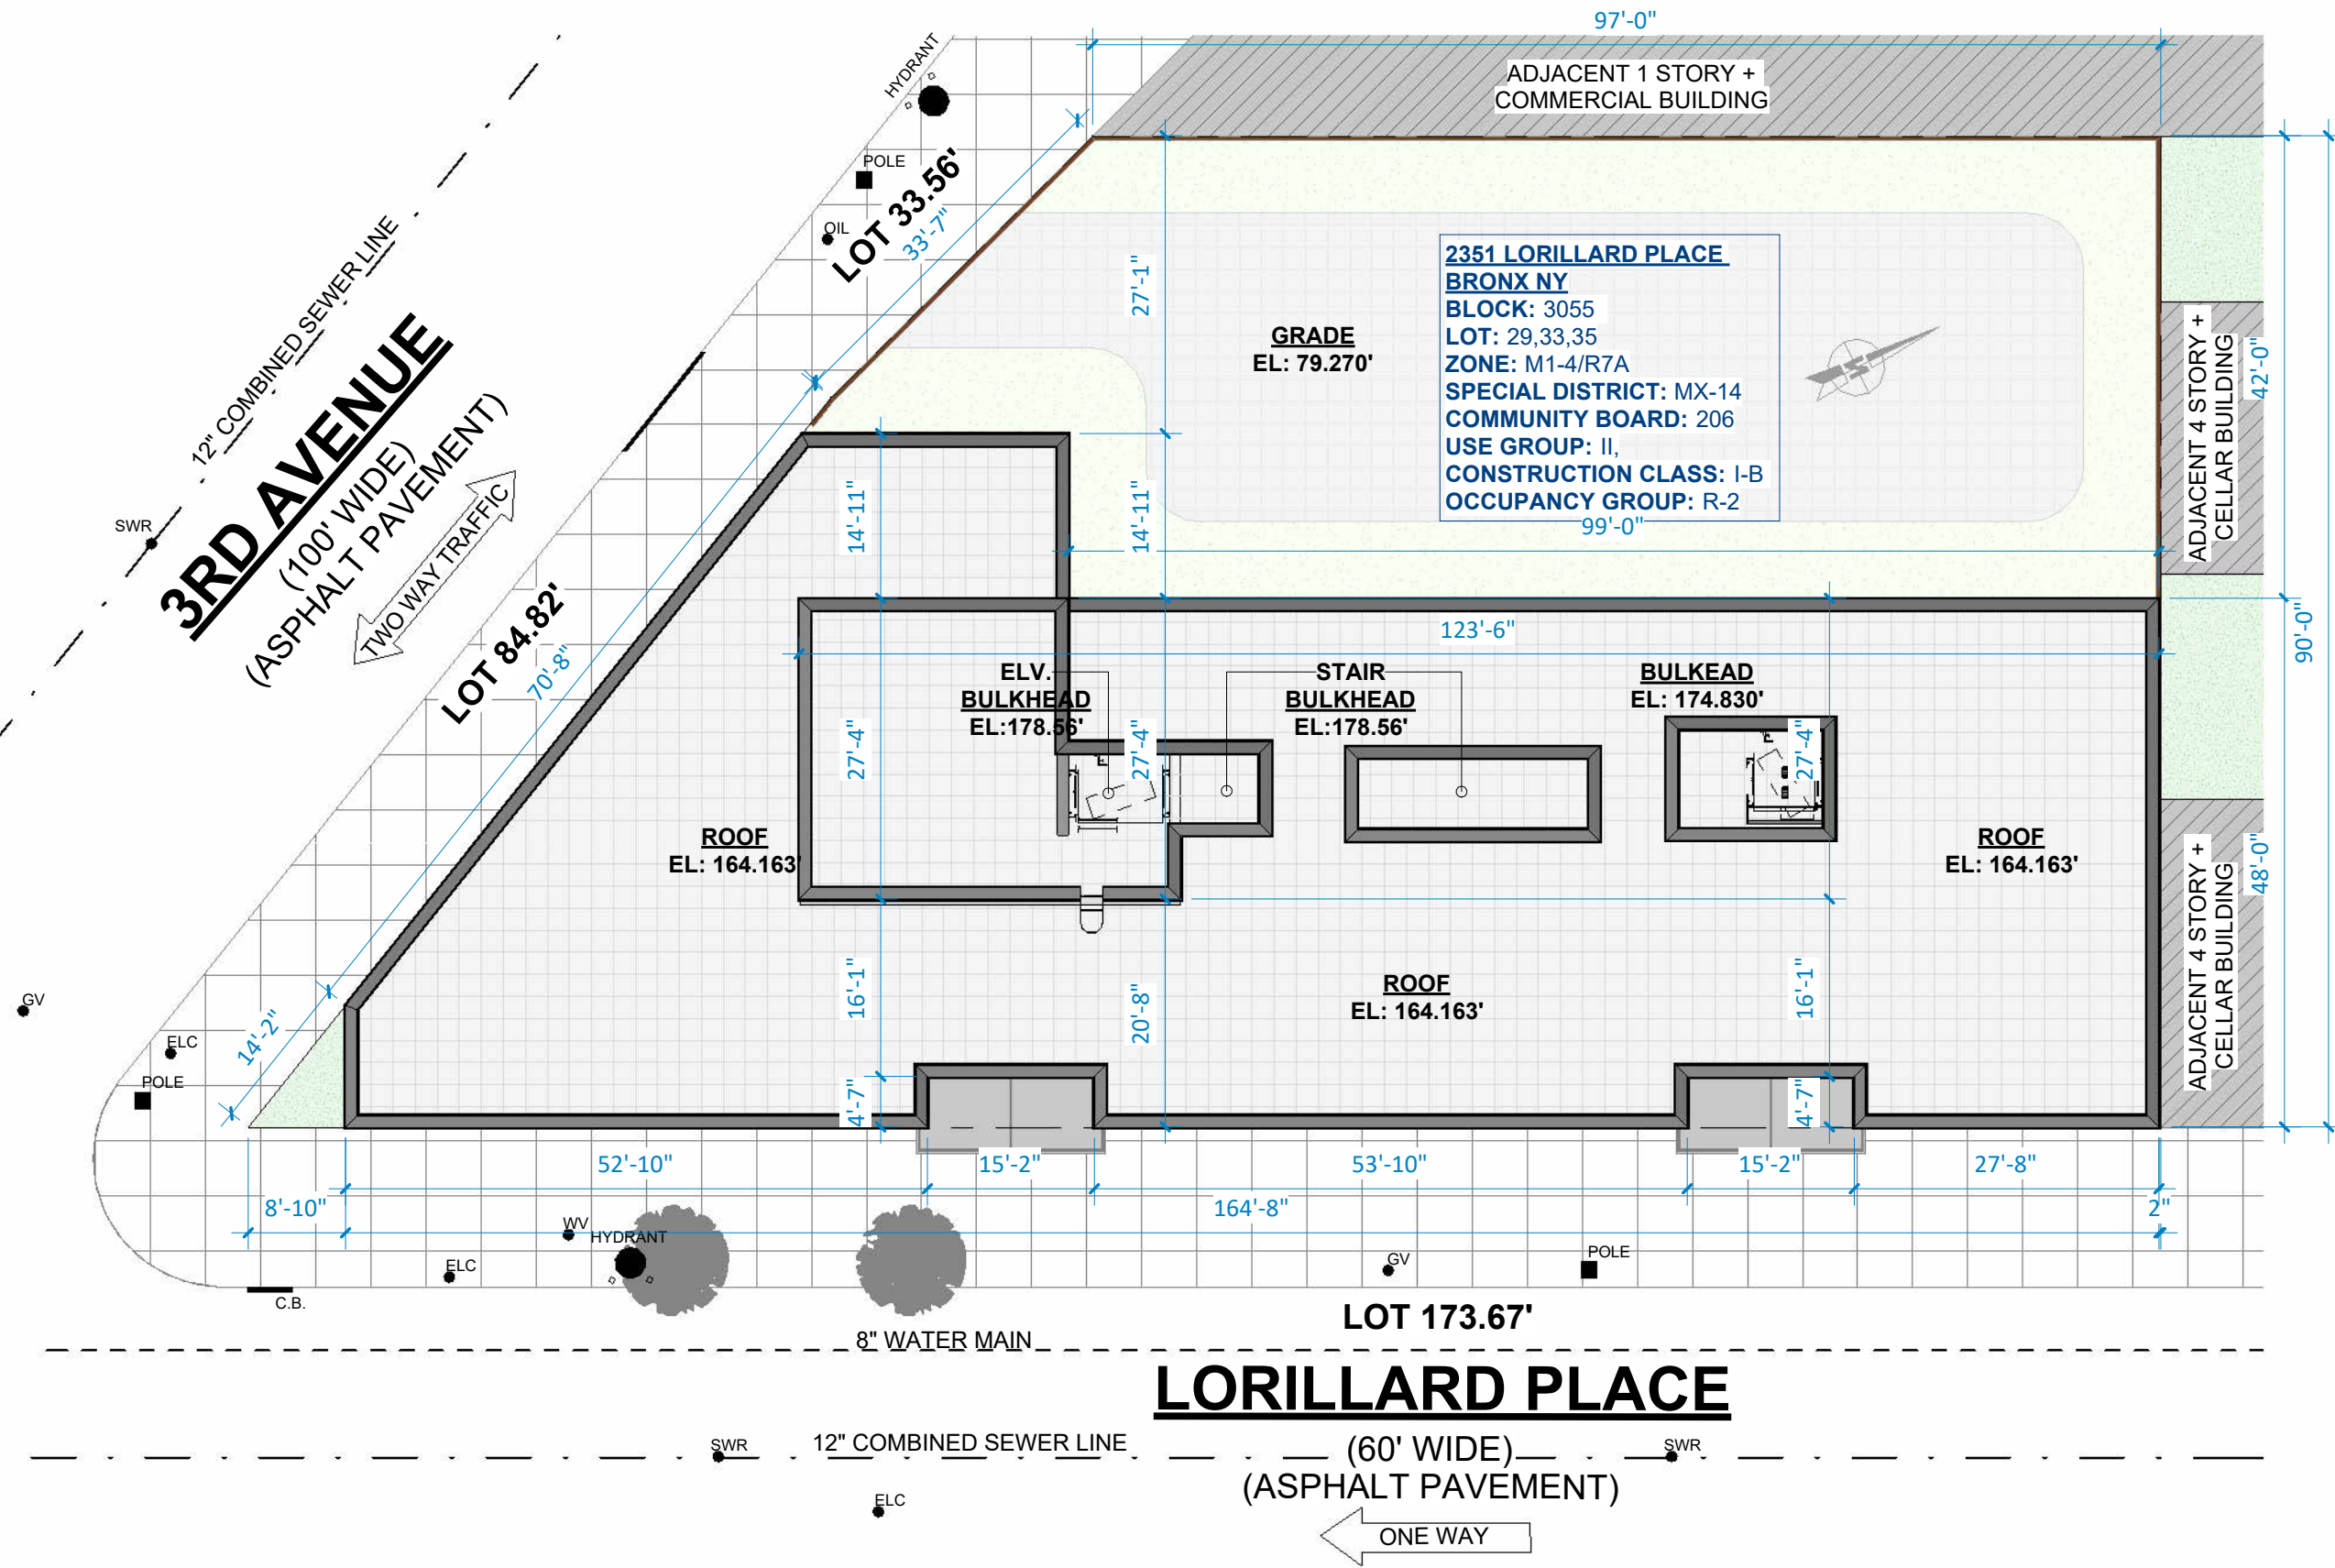 97'-0"
ADJACENT 1 STORY +
COMMERCIAL BUILDING
HYDRANT
POLE
OIL
LOT 33.56'
33'-7"
12" COMBINED SEWER LINE
3RD AVENUE
(100' WIDE)
(ASPHALT PAVEMENT)
TWO WAY TRAFFIC
SWR
LOT 84.82'
70'-8"
27'-1"
GRADE
EL: 79.270'
2351 LORILLARD PLACE
BRONX NY
BLOCK: 3055
LOT: 29,33,35
ZONE: M1-4/R7A
SPECIAL DISTRICT: MX-14
COMMUNITY BOARD: 206
USE GROUP: II,
CONSTRUCTION CLASS: I-B
OCCUPANCY GROUP: R-2
99'-0"
ADJACENT 4 STORY +
CELLAR BUILDING
42'-0"
90'-0"
14'-11"
14'-11"
123'-6"
ELV.
BULKHEAD
EL:178.56'
STAIR
BULKHEAD
EL:178.56'
BULKEAD
EL: 174.830'
27'-4"
27'-4"
27'-4"
ROOF
EL: 164.163'
ROOF
EL: 164.163'
ROOF
EL: 164.163'
ADJACENT 4 STORY +
CELLAR BUILDING
48'-0"
16'-1"
20'-8"
16'-1"
4'-7"
4'-7"
GV
ELC
POLE
14'-2"
52'-10"
15'-2"
53'-10"
15'-2"
27'-8"
8'-10"
164'-8"
2"
WV
HYDRANT
ELC
GV
POLE
C.B.
LOT 173.67'
8" WATER MAIN
LORILLARD PLACE
SWR
12" COMBINED SEWER LINE
(60' WIDE)
SWR
(ASPHALT PAVEMENT)
ELC
ONE WAY